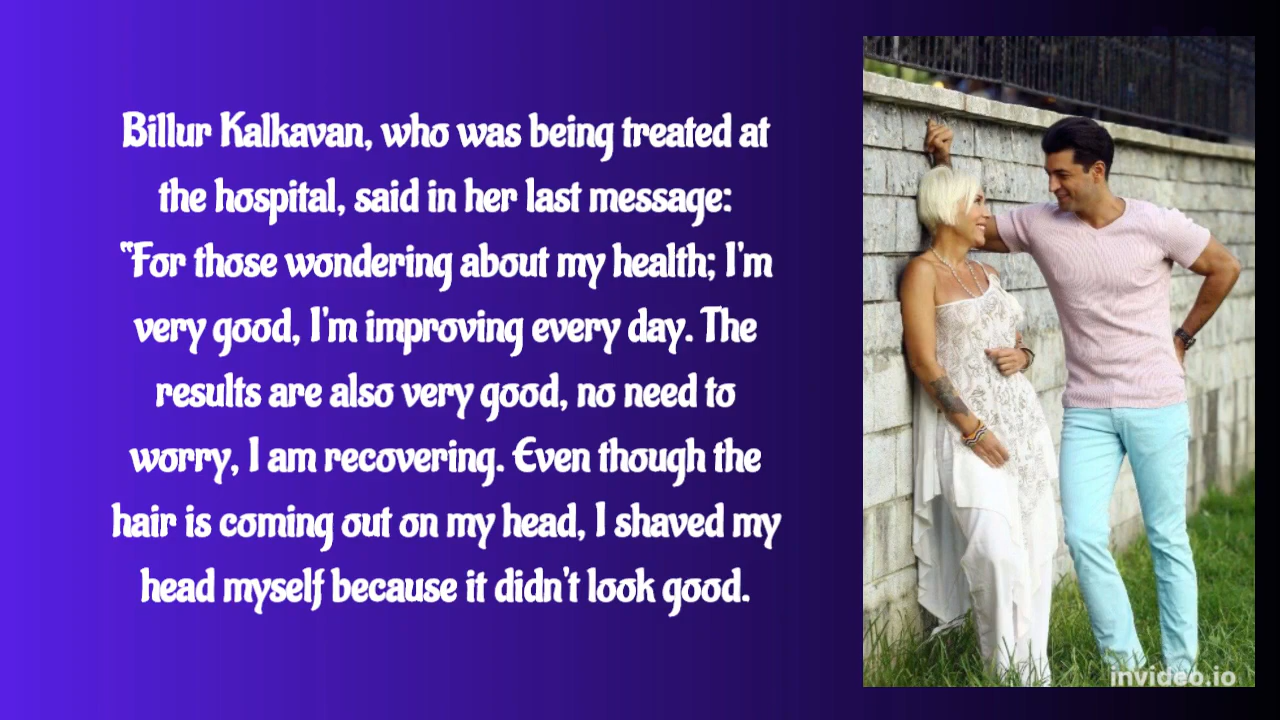 Billur Kalkavan, who was being treated at
the hospital, said in her last message:
"For those wondering about my health; I'm
very good, I'm improving every day. The
results are also very good, no need to
worry, I am recovering. Even though the
hair is coming out on my head, I shaved my
head myself because it didn't look good.
invideo.io